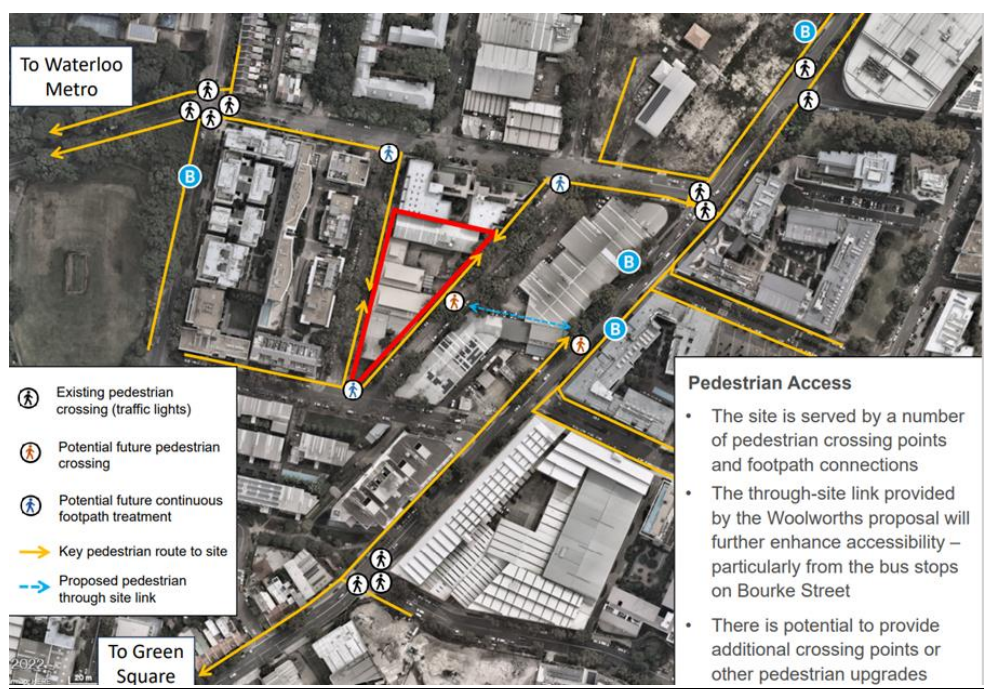 To Waterloo
Metro
B
B
B
B
Existing pedestrian
crossing (traffic lights)
Potential future pedestrian
crossing
Potential future continuous
footpath treatment
Key pedestrian route to site
Proposed pedestrian
through site link
Pedestrian Access
• The site is served by a number
of pedestrian crossing points
and footpath connections
• The through-site link provided
by the Woolworths proposal will
further enhance accessibility –
particularly from the bus stops
on Bourke Street
• There is potential to provide
additional crossing points or
other pedestrian upgrades
To Green
Square
2022
20 m